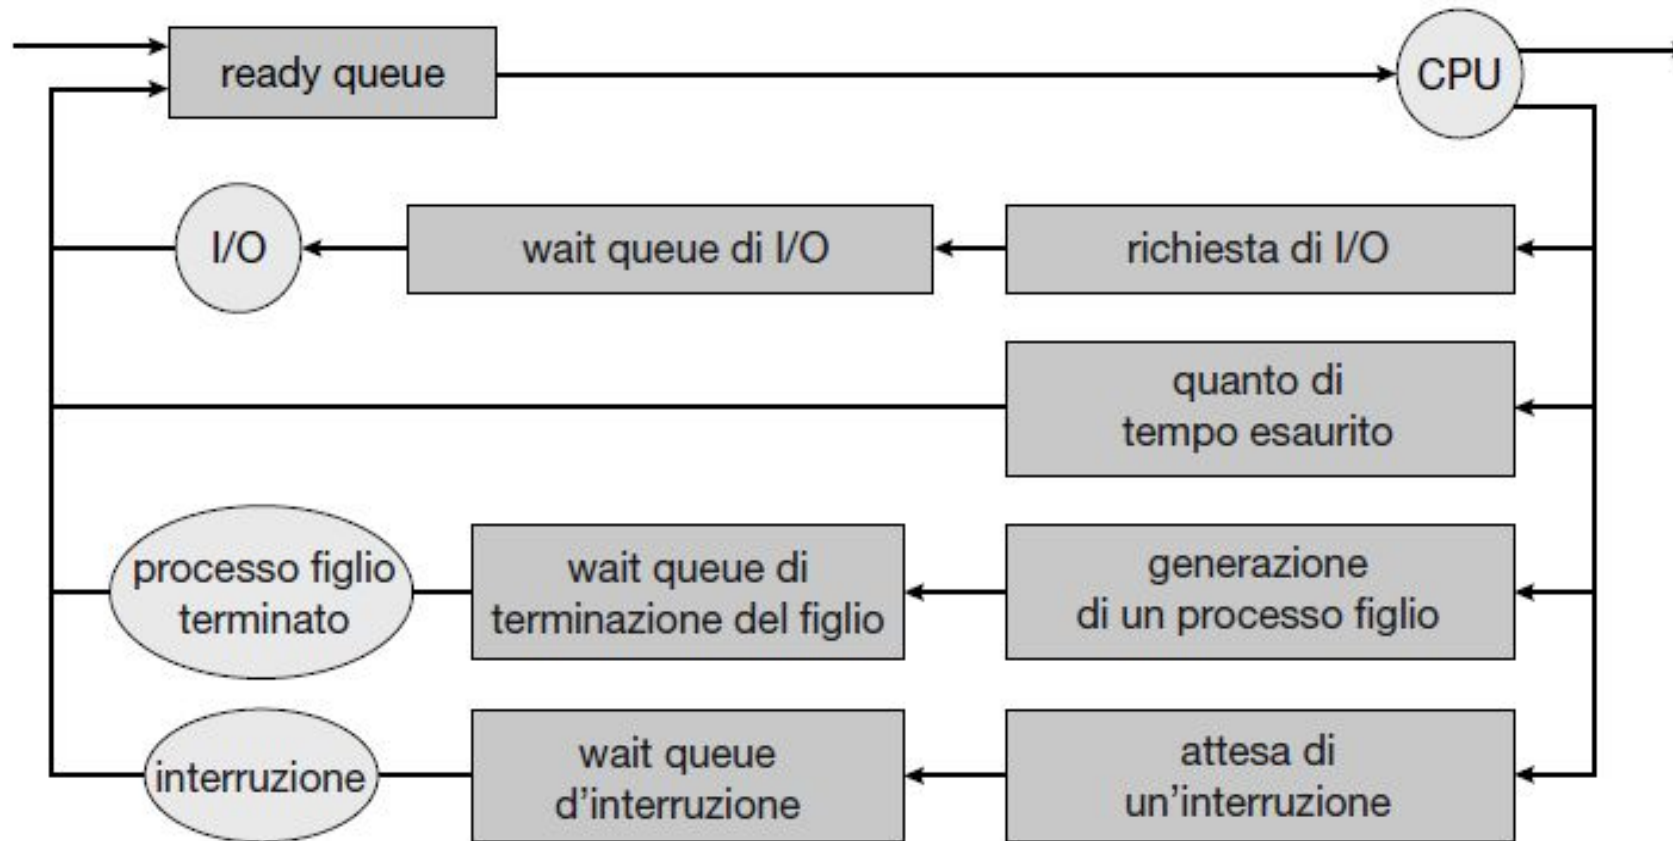 ready queue
CPU
I/O
wait queue di I/O
richiesta di I/O
quanto di
tempo esaurito
processo figlio
terminato
wait queue di
terminazione del figlio
generazione
di un processo figlio
interruzione
wait queue
d’interruzione
attesa di
un’interruzione